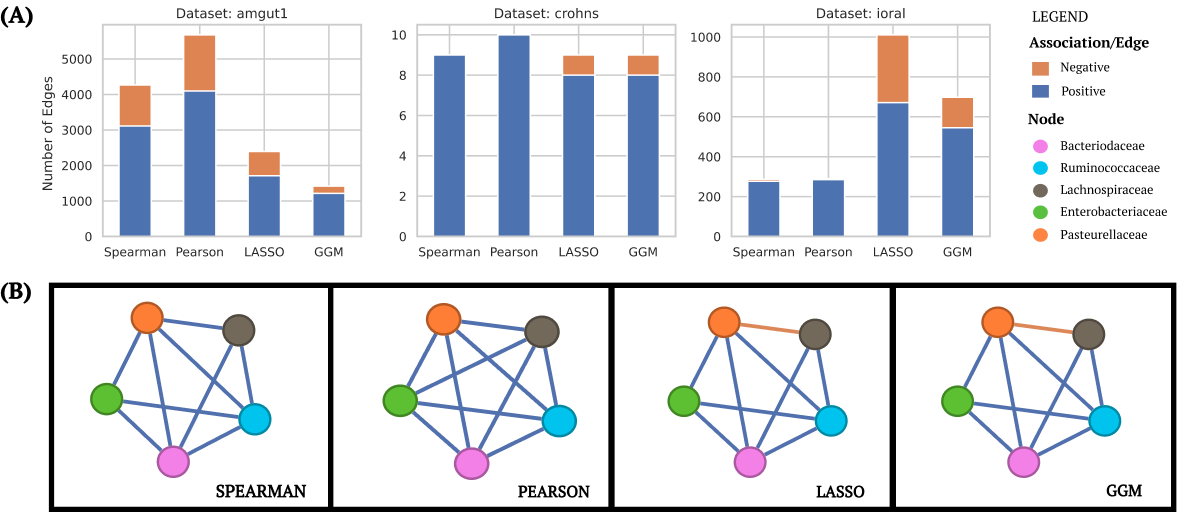 (A)
Dataset: amgut1
Number of Edges
5000
4000
3000
2000
1000
0
Spearman Pearson LASSO GGM
Dataset: crohns
10
8
6
4
2
0
Spearman Pearson LASSO GGM
Dataset: ioral
1000
800
600
400
200
0
Spearman Pearson LASSO GGM
LEGEND
Association/Edge
Negative
Positive
Node
Bacteriodaceae
Ruminococcaceae
Lachnospiraceae
Enterobacteriaceae
Pasteurellaceae
(B)
SPEARMAN
PEARSON
LASSO
GGM